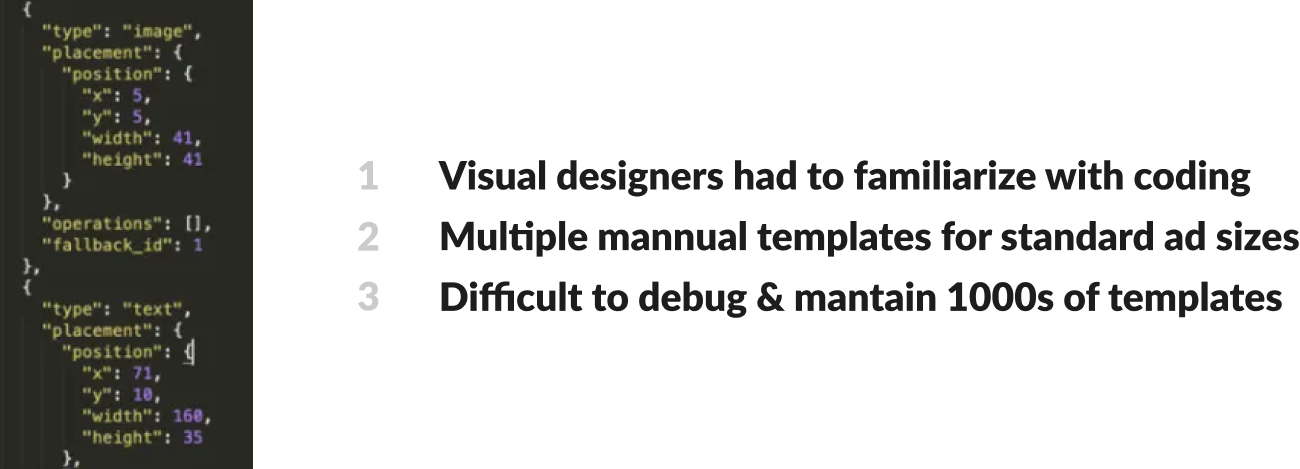 {
"type": "image",
"placement": {
"position": {
"x": 5,
"y": 5,
"width": 41,
"height": 41
}
},
"operations": [],
"fallback_id": 1
},
{
"type": "text",
"placement": {
"position": {
"x": 71,
"y": 10,
"width": 160,
"height": 35
},
1 Visual designers had to familiarize with coding
2 Multiple mannual templates for standard ad sizes
3 Difficult to debug & mantain 1000s of templates